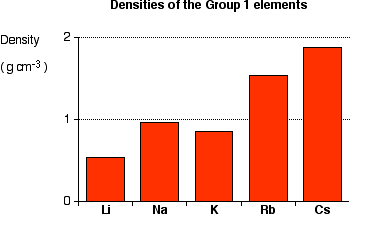 Densities of the Group 1 elements
Density
( g cm-3 )
2
1
0
Li Na K Rb Cs